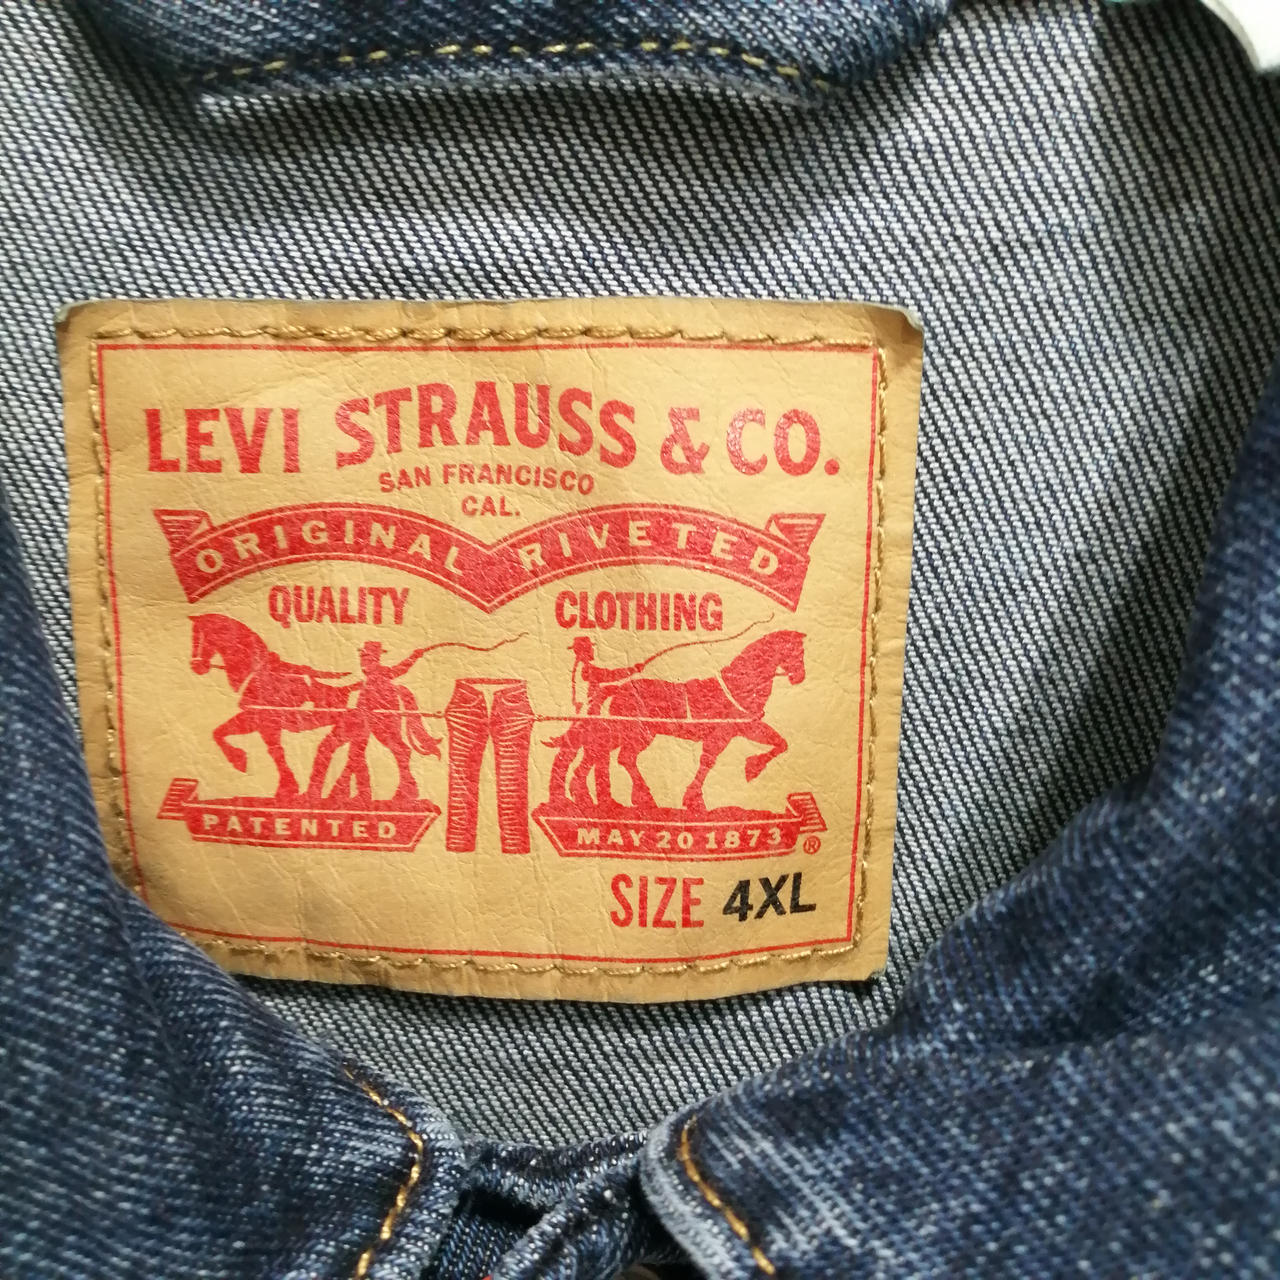 LEVI STRAUSS & CO.
SAN FRANCISCO
CAL.
ORIGINAL RIVETED
QUALITY CLOTHING
PATENTED MAY 20 1873 ®
SIZE 4XL